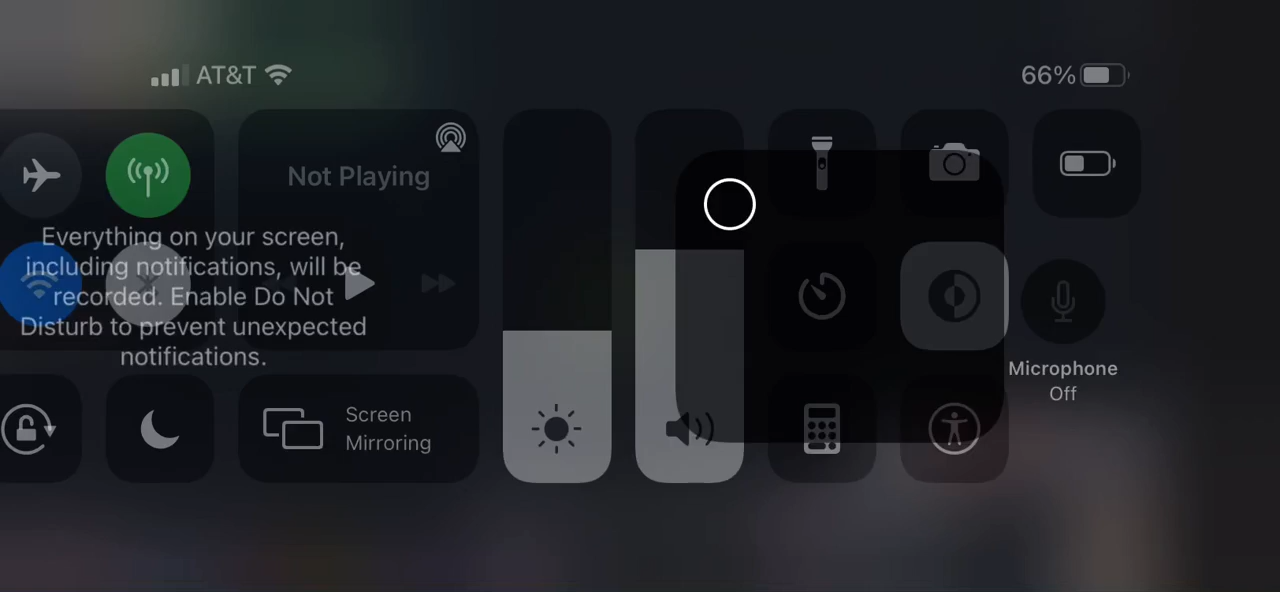 AT&T
66%
Not Playing
Everything on your screen,
including notifications, will be
recorded. Enable Do Not
Disturb to prevent unexpected
notifications.
Microphone
Off
Screen
Mirroring